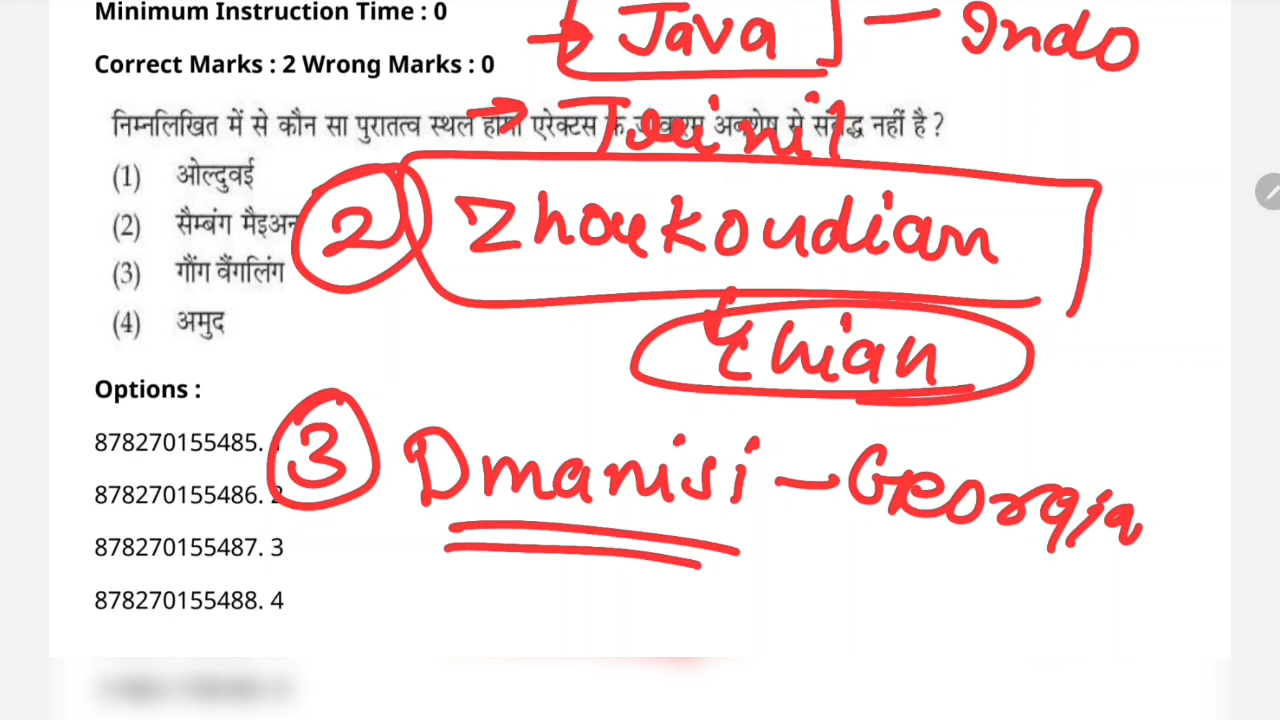 Minimum Instruction Time : 0
→ Java — Indo
Correct Marks : 2 Wrong Marks : 0
→ Trinil
निम्नलिखित में से कौन सा पुरातत्व स्थल होमो एरेक्टस के अवशेष से संबद्ध नहीं है ?
(1) ओल्दुवई
(2) सैम्बंग मैइअन
2 Zhoukoudian
(3) गौंग वैंगलिंग
(4) अमुद
Options :
878270155485. 1
3 Dmanisi - Georgia
878270155486. 2
878270155487. 3
878270155488. 4